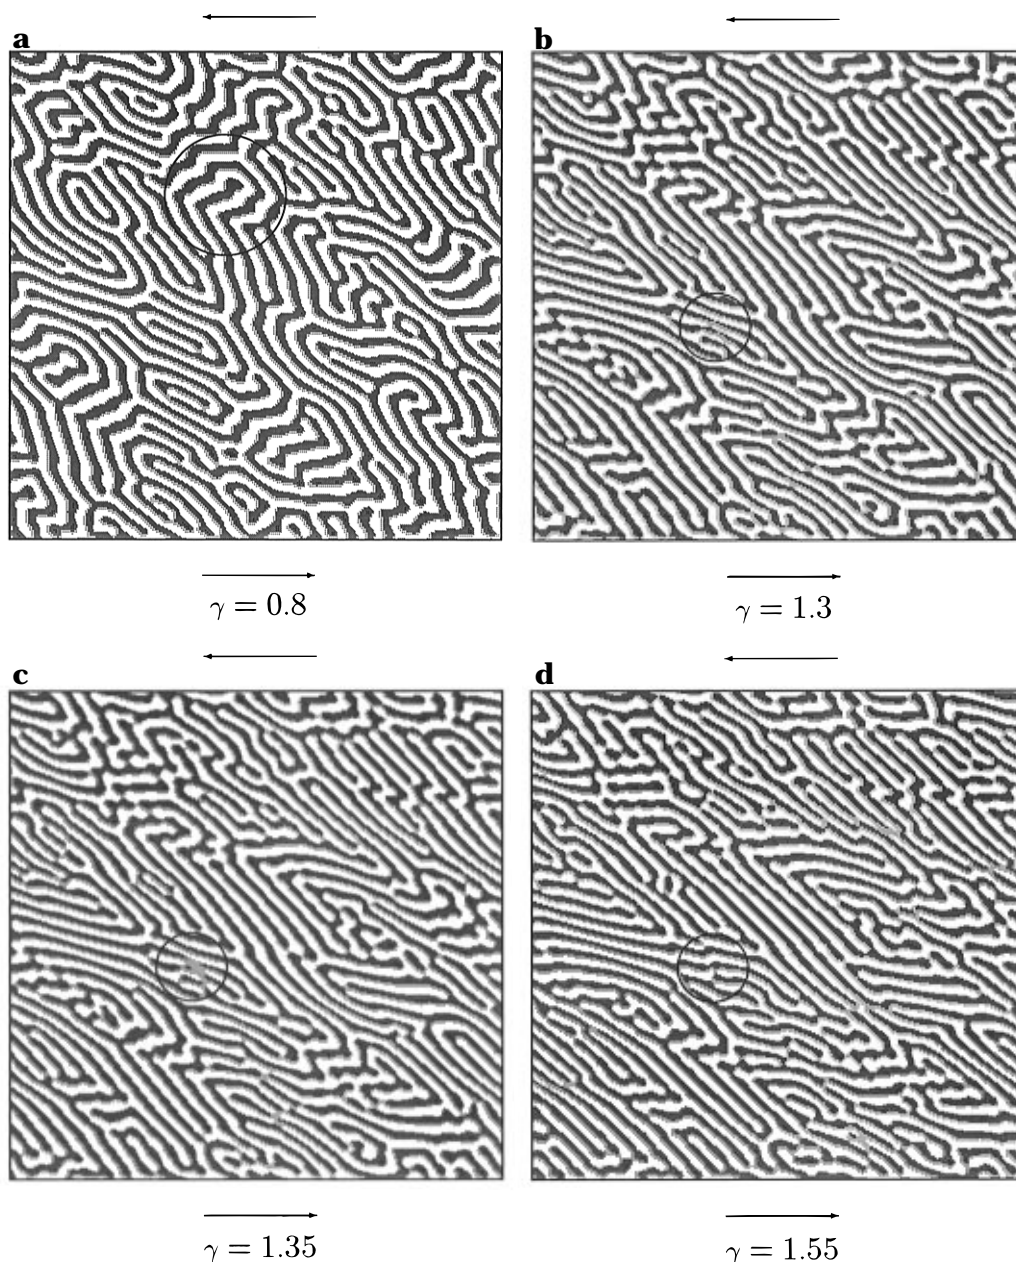 a
b
γ = 0.8
γ = 1.3
c
d
γ = 1.35
γ = 1.55